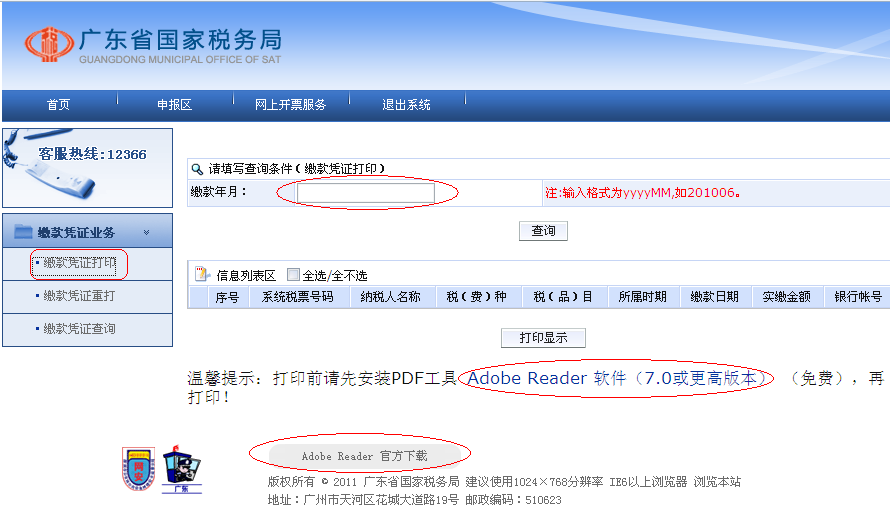 广东省国家税务局
GUANGDONG MUNICIPAL OFFICE OF SAT
首页 申报区 网上开票服务 退出系统
客服热线:12366
缴款凭证业务
缴款凭证打印
缴款凭证重打
缴款凭证查询
请填写查询条件(缴款凭证打印)
缴款年月: 注:输入格式为yyyyMM,如201006。
查询
信息列表区 全选/全不选
序号 系统税票号码 纳税人名称 税(费)种 税(品)目 所属时期 缴款日期 实缴金额 银行帐号
打印显示
温馨提示：打印前请先安装PDF工具 Adobe Reader 软件（7.0或更高版本）（免费），再
打印！
网安
广东
Adobe Reader 官方下载
版权所有 © 2011 广东省国家税务局 建议使用1024×768分辨率 IE6以上浏览器 浏览本站
地址：广州市天河区花城大道路19号 邮政编码：510623